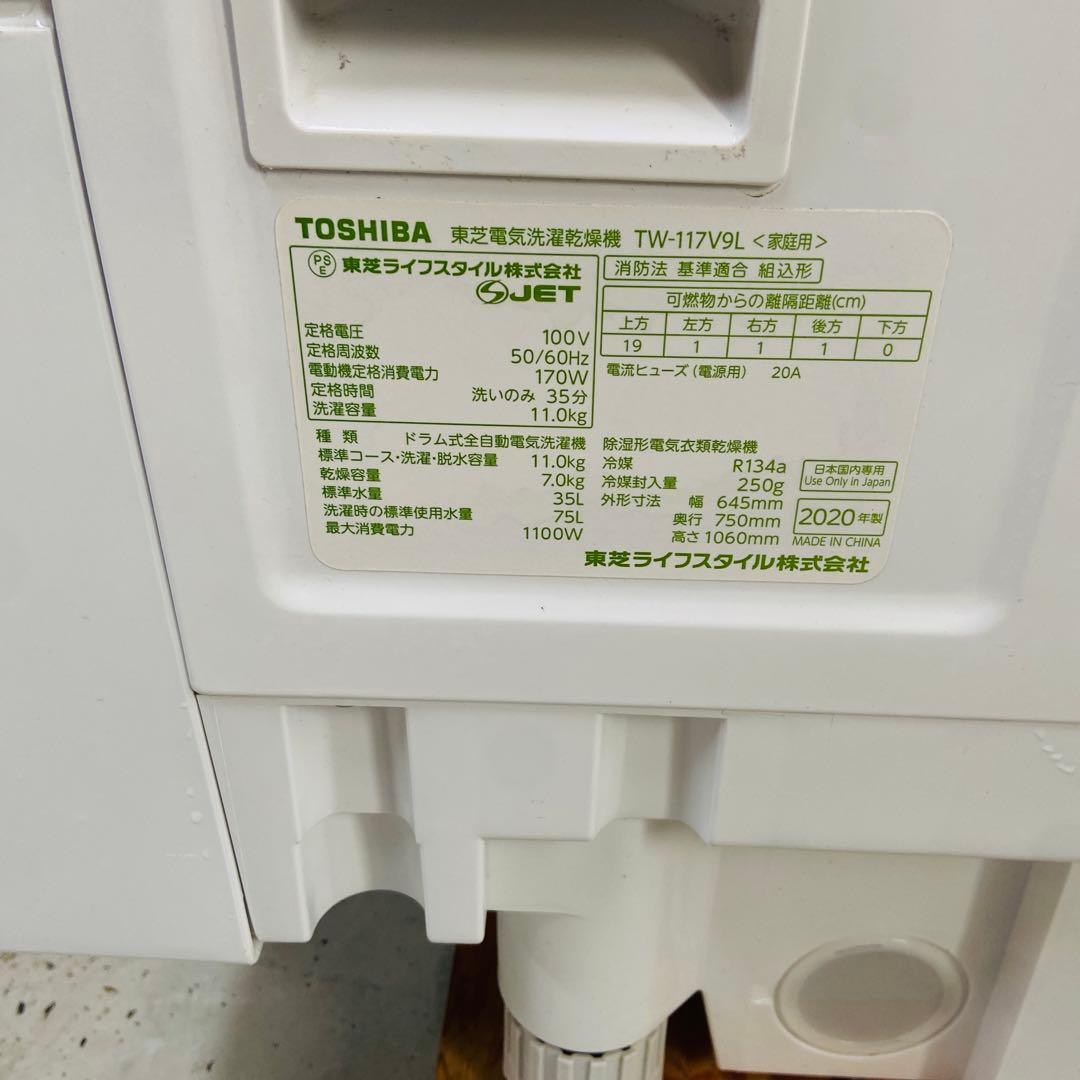 TOSHIBA 東芝電気洗濯乾燥機 TW-117V9L <家庭用>
PSE 東芝ライフスタイル株式会社
JET
定格電圧 100V
定格周波数 50/60Hz
電動機定格消費電力 170W
定格時間 洗いのみ 35分
洗濯容量 11.0kg
消防法 基準適合 組込形
可燃物からの離隔距離(cm)
上方 左方 右方 後方 下方
19 1 1 1 0
電流ヒューズ(電源用) 20A
種類 ドラム式全自動電気洗濯機
標準コース・洗濯・脱水容量 11.0kg
乾燥容量 7.0kg
標準水量 35L
洗濯時の標準使用水量 75L
最大消費電力 1100W
除湿形電気衣類乾燥機
冷媒 R134a
冷媒封入量 250g
外形寸法 幅 645mm
奥行 750mm
高さ 1060mm
日本国内専用
Use Only in Japan
2020年製
MADE IN CHINA
東芝ライフスタイル株式会社